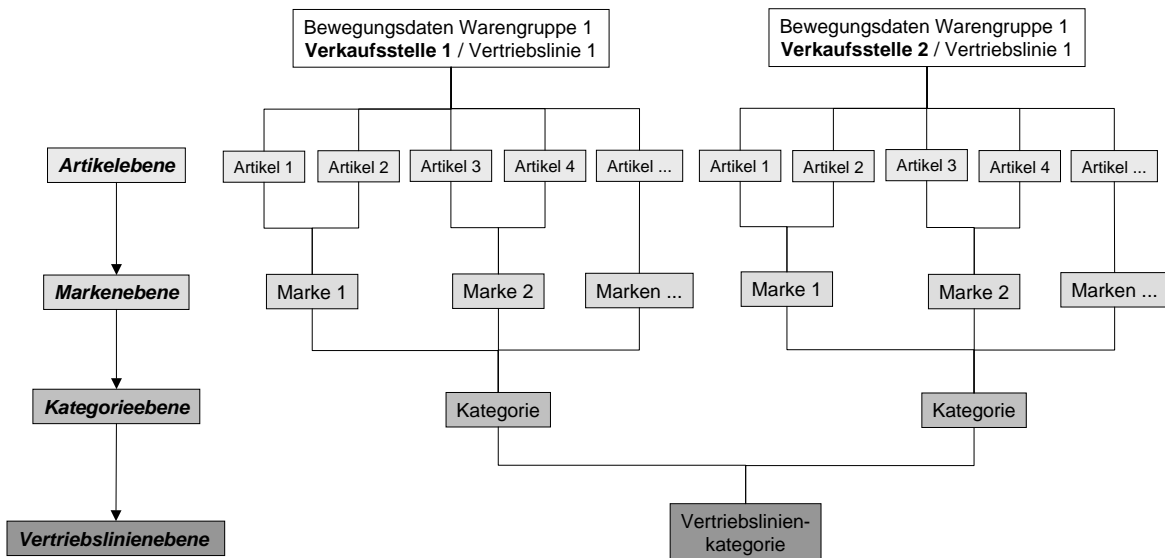 Bewegungsdaten Warengruppe 1
Verkaufsstelle 1 / Vertriebslinie 1
Bewegungsdaten Warengruppe 1
Verkaufsstelle 2 / Vertriebslinie 1
Artikelebene
Artikel 1
Artikel 2
Artikel 3
Artikel 4
Artikel ...
Artikel 1
Artikel 2
Artikel 3
Artikel 4
Artikel ...
Markenebene
Marke 1
Marke 2
Marken ...
Marke 1
Marke 2
Marken ...
Kategorieebene
Kategorie
Kategorie
Vertriebslinienebene
Vertriebslinien-
kategorie